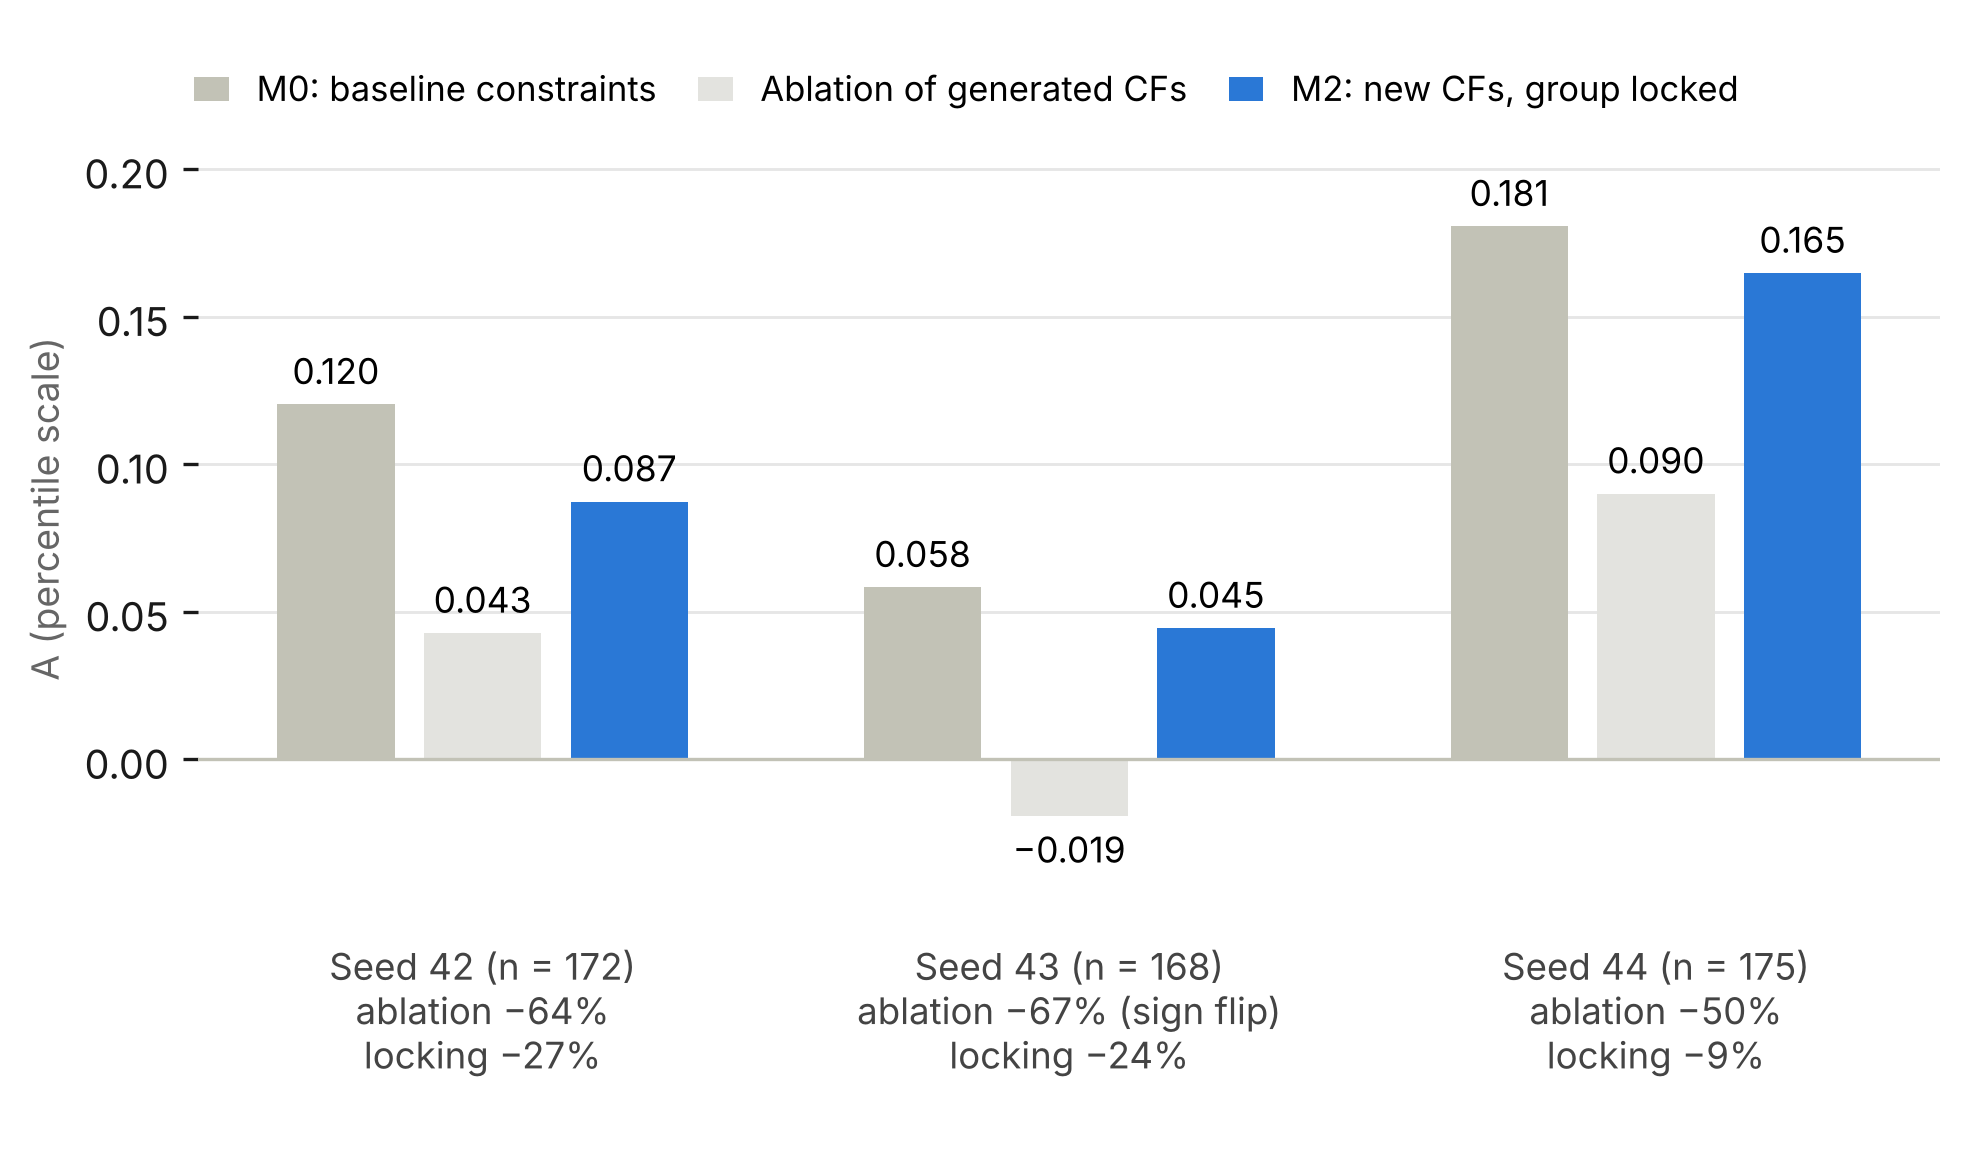 M0: baseline constraints
Ablation of generated CFs
M2: new CFs, group locked
A (percentile scale)
0.20
0.15
0.10
0.05
0.00
0.120
0.043
0.087
0.058
−0.019
0.045
0.181
0.090
0.165
Seed 42 (n = 172)
ablation −64%
locking −27%
Seed 43 (n = 168)
ablation −67% (sign flip)
locking −24%
Seed 44 (n = 175)
ablation −50%
locking −9%